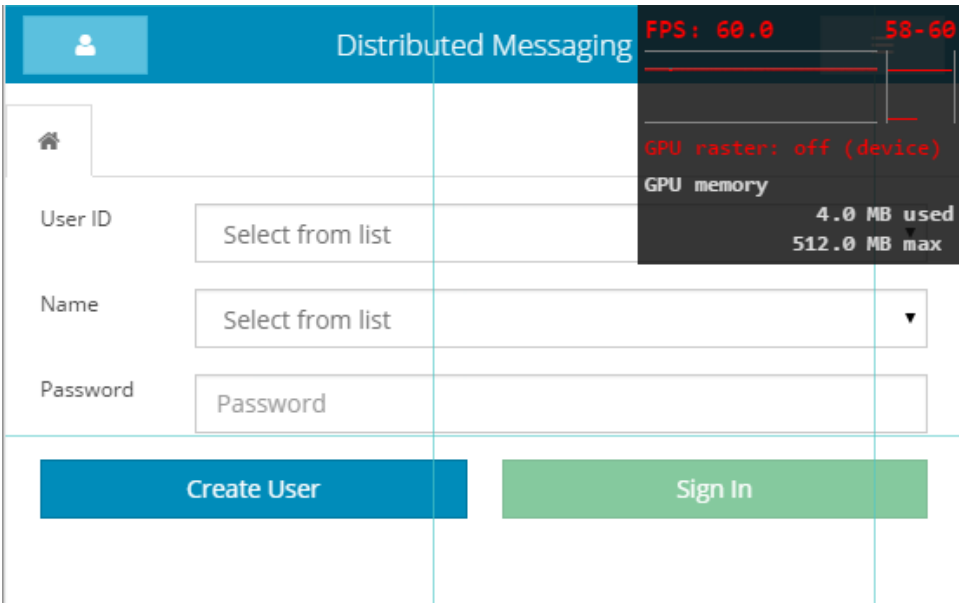 Distributed Messaging
FPS: 60.0 58-60
GPU raster: off (device)
GPU memory
4.0 MB used
512.0 MB max
User ID
Select from list
Name
Select from list
Password
Password
Create User
Sign In